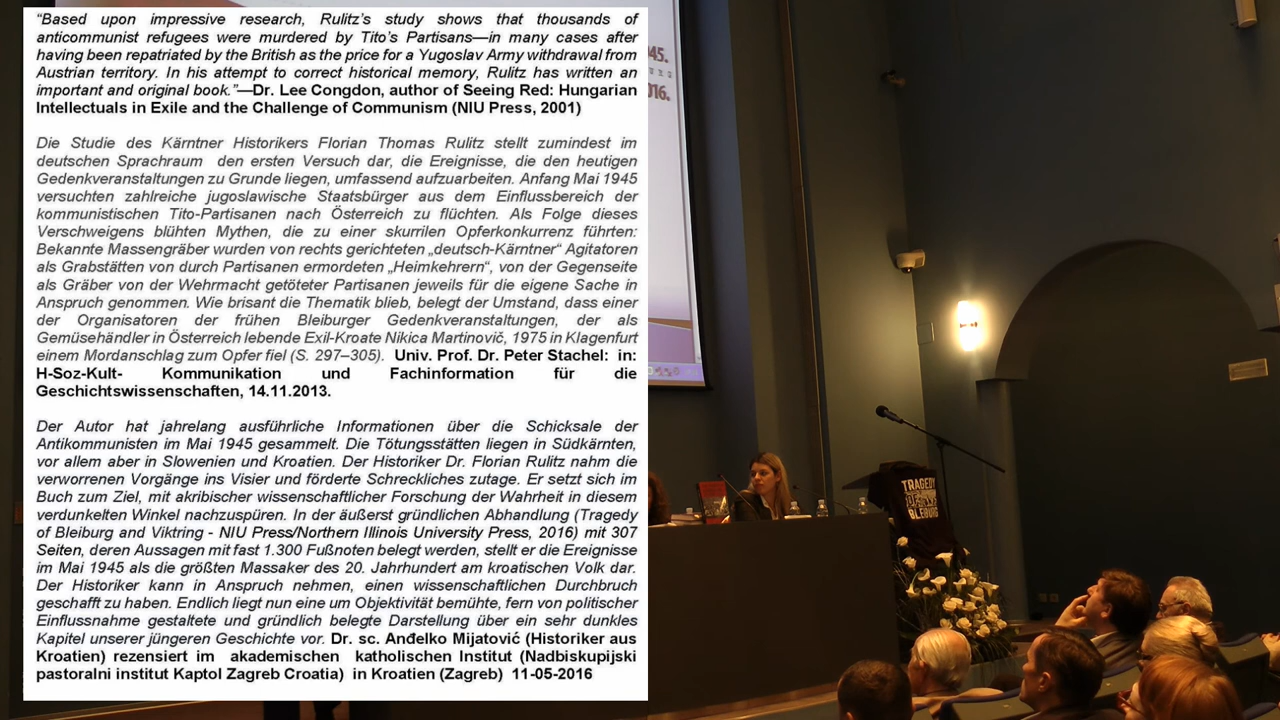 “Based upon impressive research, Rulitz’s study shows that thousands of
anticommunist refugees were murdered by Tito’s Partisans—in many cases after
having been repatriated by the British as the price for a Yugoslav Army withdrawal from
Austrian territory. In his attempt to correct historical memory, Rulitz has written an
important and original book.”—Dr. Lee Congdon, author of Seeing Red: Hungarian
Intellectuals in Exile and the Challenge of Communism (NIU Press, 2001)
Die Studie des Kärntner Historikers Florian Thomas Rulitz stellt zumindest im
deutschen Sprachraum den ersten Versuch dar, die Ereignisse, die den heutigen
Gedenkveranstaltungen zu Grunde liegen, umfassend aufzuarbeiten. Anfang Mai 1945
versuchten zahlreiche jugoslawische Staatsbürger aus dem Einflussbereich der
kommunistischen Tito-Partisanen nach Österreich zu flüchten. Als Folge dieses
Verschweigens blühten Mythen, die zu einer skurrilen Opferkonkurrenz führten:
Bekannte Massengräber wurden von rechts gerichteten „deutsch-Kärntner“ Agitatoren
als Grabstätten von durch Partisanen ermordeten „Heimkehrern“, von der Gegenseite
als Gräber von der Wehrmacht getöteter Partisanen jeweils für die eigene Sache in
Anspruch genommen. Wie brisant die Thematik blieb, belegt der Umstand, dass einer
der Organisatoren der frühen Bleiburger Gedenkveranstaltungen, der als
Gemüsehändler in Österreich lebende Exil-Kroate Nikica Martinovič, 1975 in Klagenfurt
einem Mordanschlag zum Opfer fiel (S. 297–305). Univ. Prof. Dr. Peter Stachel: in:
H-Soz-Kult- Kommunikation und Fachinformation für die
Geschichtswissenschaften, 14.11.2013.
Der Autor hat jahrelang ausführliche Informationen über die Schicksale der
Antikommunisten im Mai 1945 gesammelt. Die Tötungsstätten liegen in Südkärnten,
vor allem aber in Slowenien und Kroatien. Der Historiker Dr. Florian Rulitz nahm die
verworrenen Vorgänge ins Visier und förderte Schreckliches zutage. Er setzt sich im
Buch zum Ziel, mit akribischer wissenschaftlicher Forschung der Wahrheit in diesem
verdunkelten Winkel nachzuspüren. In der äußerst gründlichen Abhandlung (Tragedy
of Bleiburg and Viktring - NIU Press/Northern Illinois University Press, 2016) mit 307
Seiten, deren Aussagen mit fast 1.300 Fußnoten belegt werden, stellt er die Ereignisse
im Mai 1945 als die größten Massaker des 20. Jahrhundert am kroatischen Volk dar.
Der Historiker kann in Anspruch nehmen, einen wissenschaftlichen Durchbruch
geschafft zu haben. Endlich liegt nun eine um Objektivität bemühte, fern von politischer
Einflussnahme gestaltete und gründlich belegte Darstellung über ein sehr dunkles
Kapitel unserer jüngeren Geschichte vor. Dr. sc. Anđelko Mijatović (Historiker aus
Kroatien) rezensiert im akademischen katholischen Institut (Nadbiskupijski
pastoralni institut Kaptol Zagreb Croatia) in Kroatien (Zagreb) 11-05-2016
45.
016.
TRAGEDY
OF
BLEIBURG